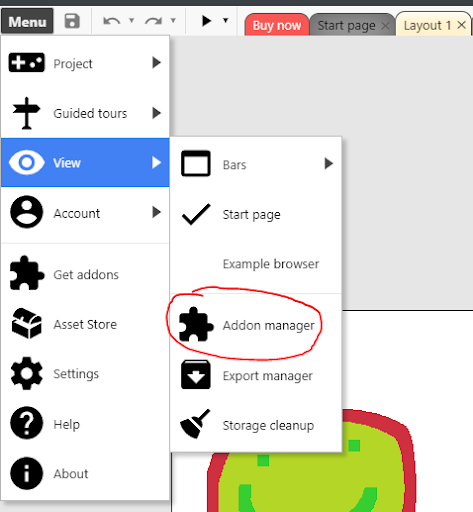 Menu
Buy now
Start page
Layout 1
Project
Guided tours
View
Account
Get addons
Asset Store
Settings
Help
About
Bars
Start page
Example browser
Addon manager
Export manager
Storage cleanup